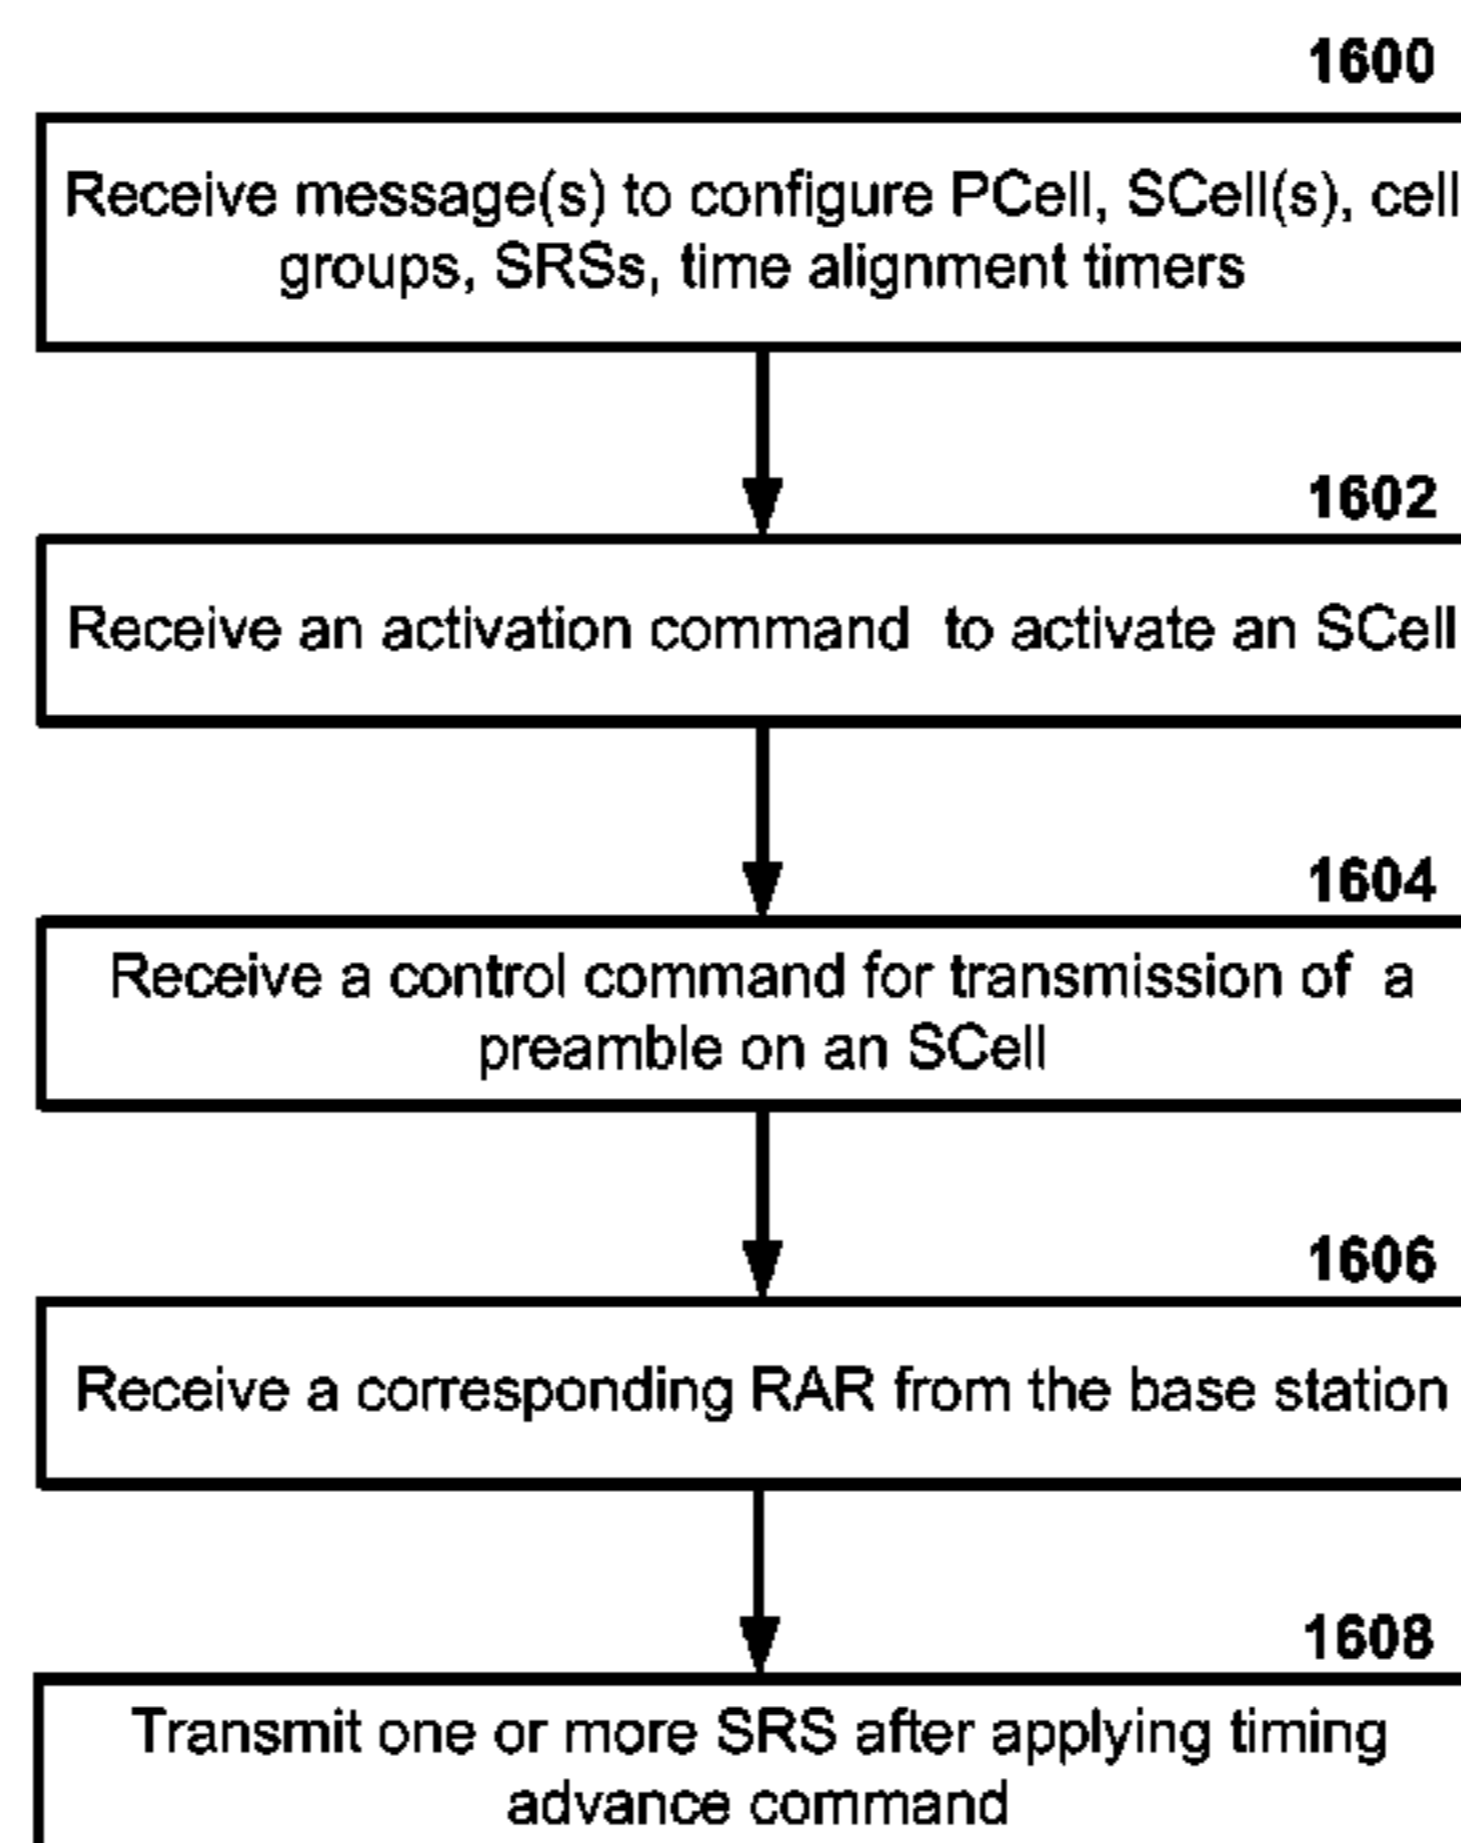 1600
Receive message(s) to configure PCell, SCell(s), cell
groups, SRSs, time alignment timers
1602
Receive an activation command  to activate an SCell
1604
Receive a control command for transmission of  a
preamble on an SCell
1606
Receive a corresponding RAR from the base station
1608
Transmit one or more SRS after applying timing
advance command